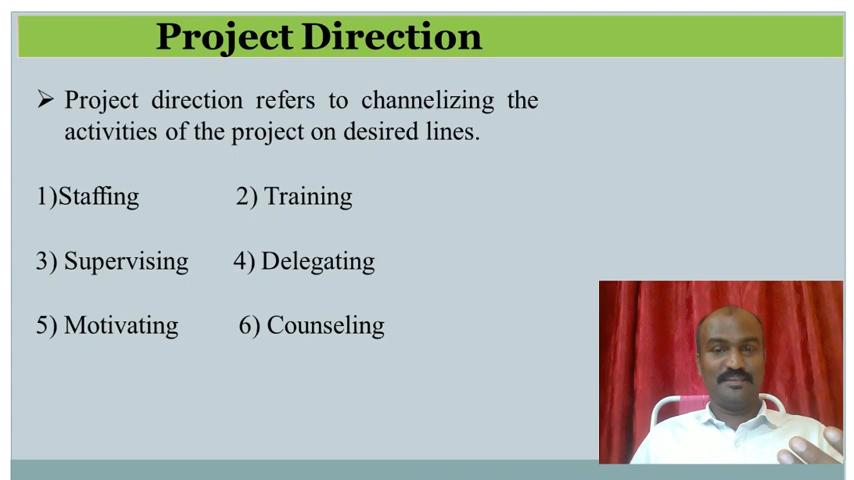 Project Direction
➢ Project direction refers to channelizing the
activities of the project on desired lines.
1)Staffing 2) Training
3) Supervising 4) Delegating
5) Motivating 6) Counseling